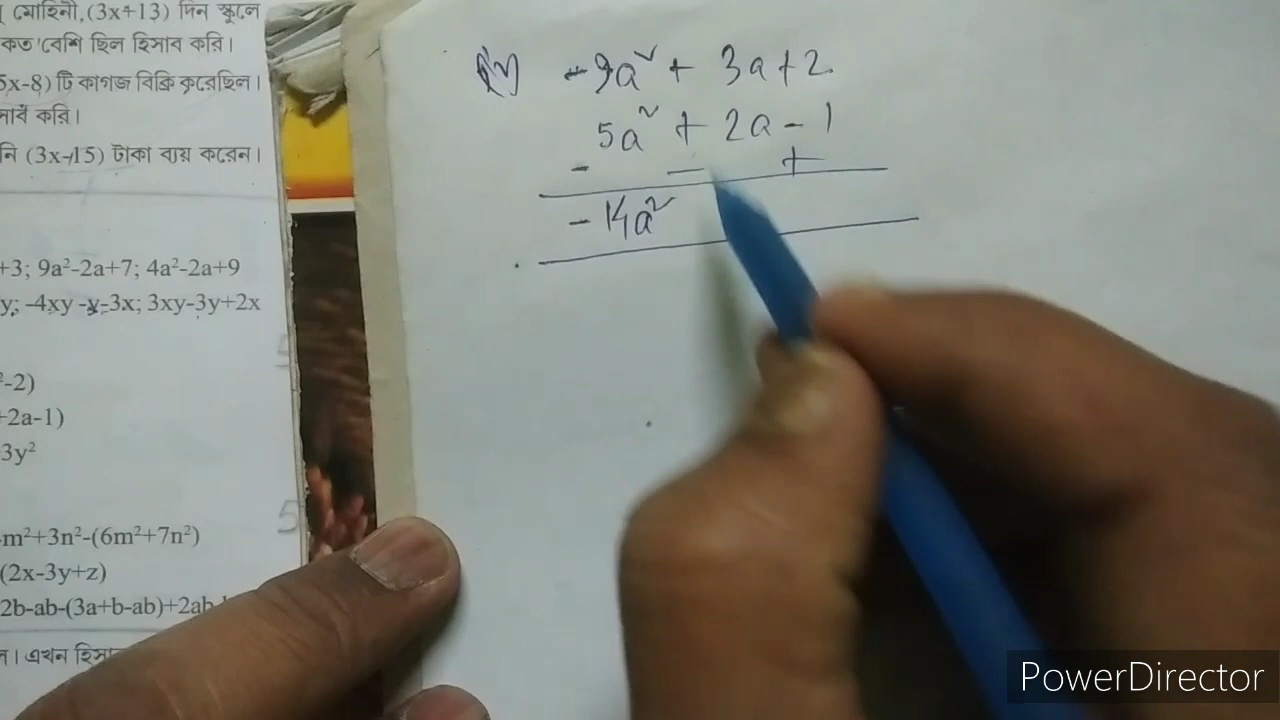 মোহিনী,(3x+13) দিন স্কুলে
কত বেশি ছিল হিসাব করি।
5x-8) টি কাগজ বিক্রি করেছিল।
করি।
(3x-15) টাকা ব্যয় করেন।
+3; 9a²-2a+7; 4a²-2a+9
y; -4xy -y-3x; 3xy-3y+2x
²-2)
+2a-1)
3y²
m²+3n²-(6m²+7n²)
(2x-3y+z)
2b-ab-(3a+b-ab)+2ab
। এখন
-9a² + 3a+2
5a² + 2a-1
- - +
-14a²
5
PowerDirector